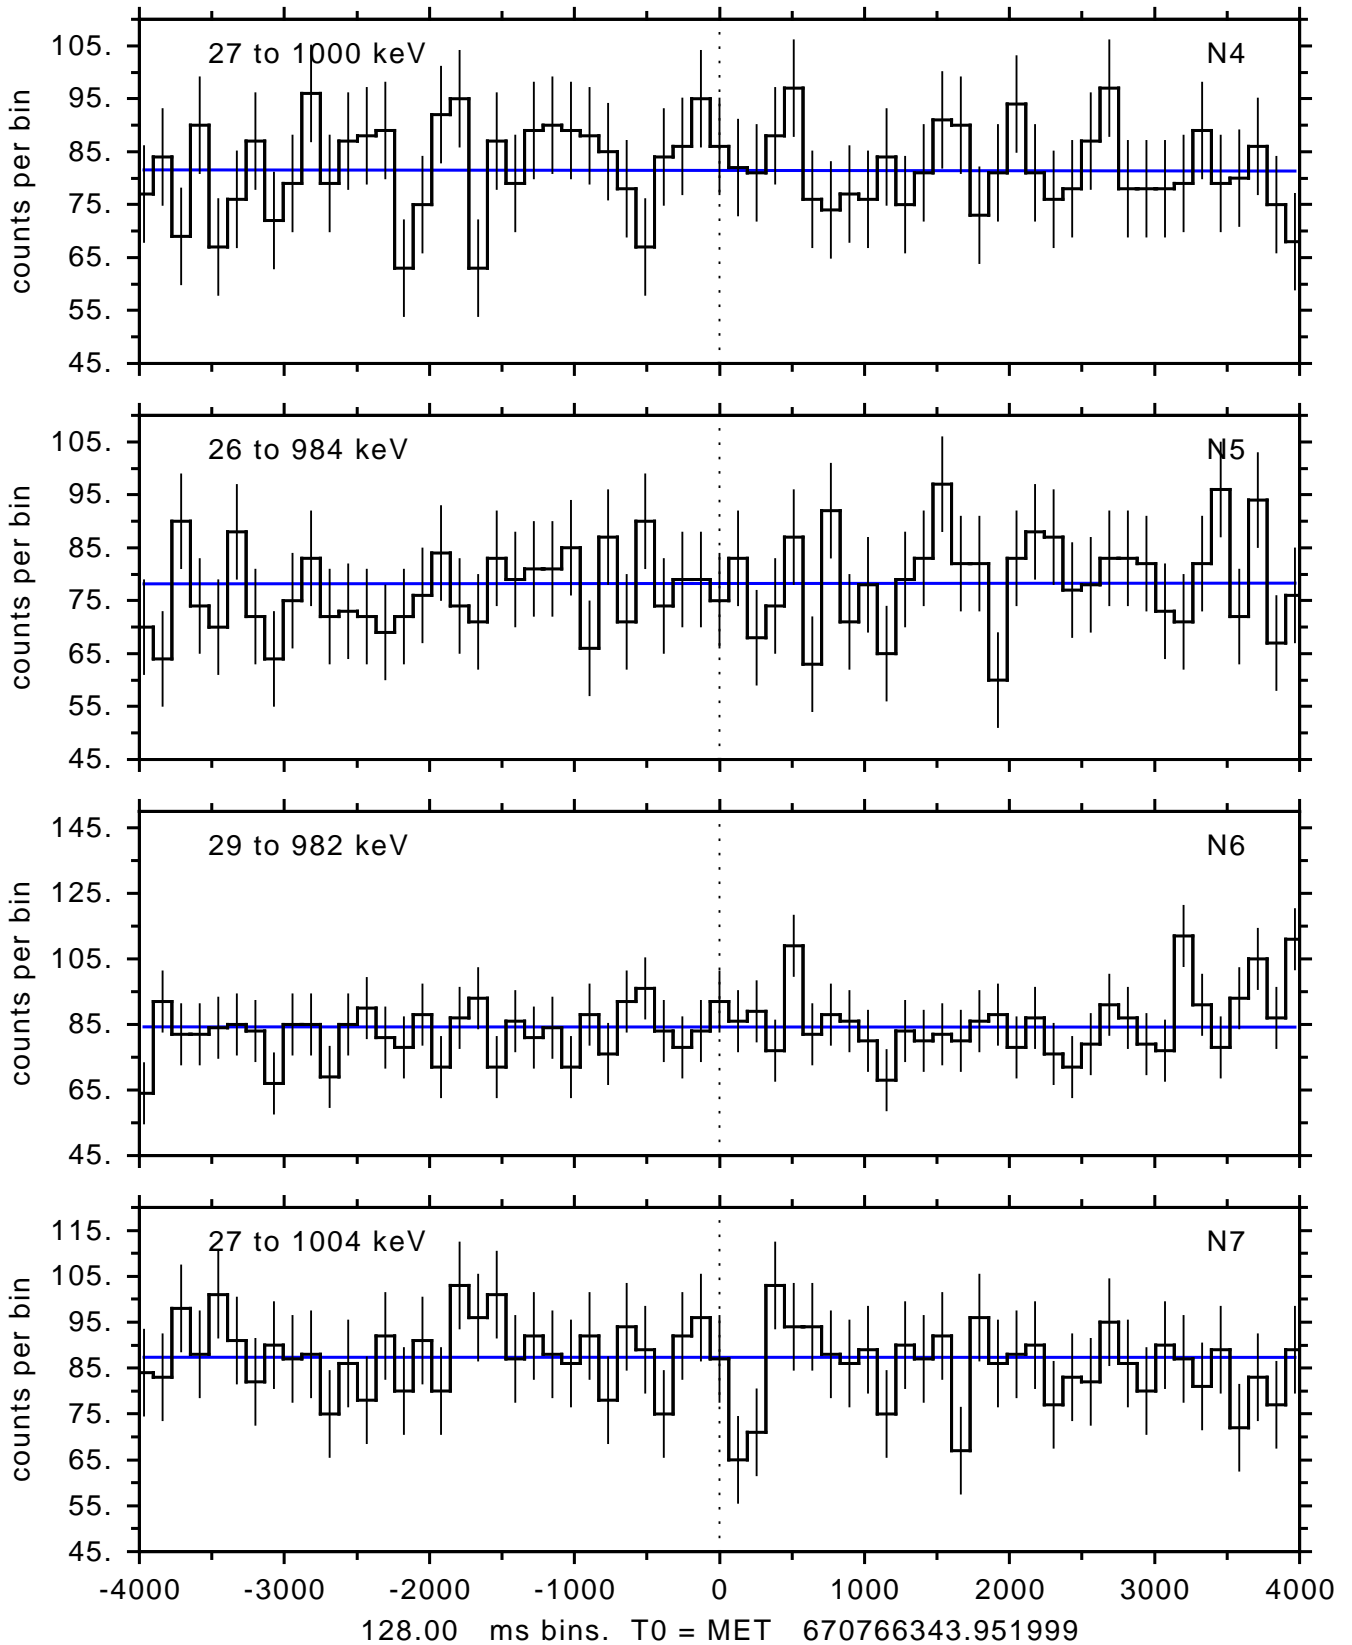 27 to 1000 keV N4
105.
95.
85.
75.
65.
55.
45.
counts per bin
26 to 984 keV N5
105.
95.
85.
75.
65.
55.
45.
counts per bin
29 to 982 keV N6
145.
125.
105.
85.
65.
45.
counts per bin
27 to 1004 keV N7
115.
105.
95.
85.
75.
65.
55.
45.
counts per bin
-4000 -3000 -2000 -1000 0 1000 2000 3000 4000
128.00 ms bins. T0 = MET 670766343.951999